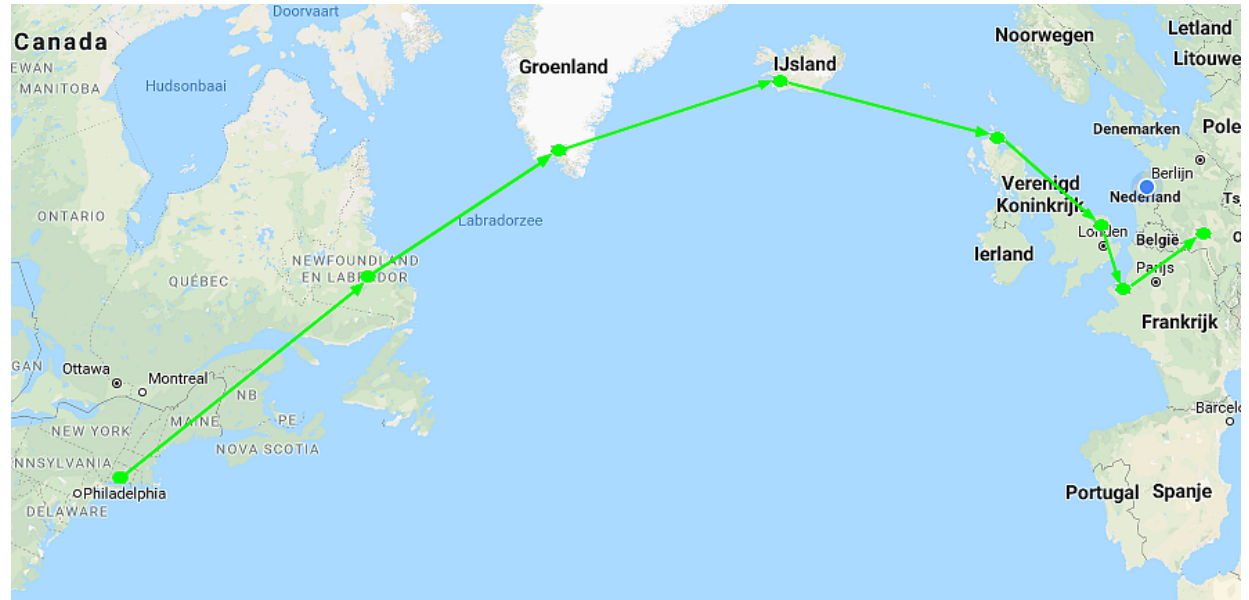 Doorvaart
Canada
EWAN
MANITOBA
Hudsonbaai
ONTARIO
QUÉBEC
NEWFOUNDLAND
EN LABRADOR
Labradorzee
Groenland
IJsland
Noorwegen
Letland
Litouwe
Denemarken
Pole
Berlijn
Nederland
Ts
Verenigd
Koninkrijk
Londen
België
Ierland
Parijs
Frankrijk
GAN
Ottawa
Montreal
NB
PE
MAINE
NEW YORK
NOVA SCOTIA
NNSYLVANIA
Philadelphia
DELAWARE
Barcelo
Portugal
Spanje